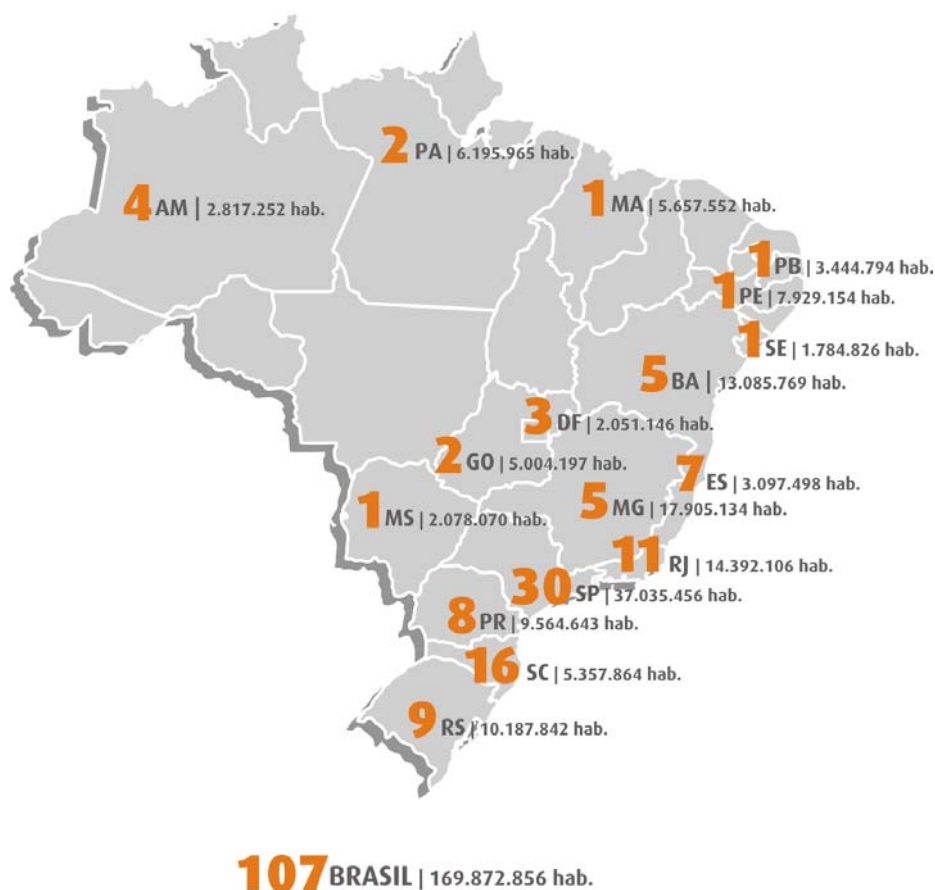 2 PA | 6.195.965 hab.
4 AM | 2.817.252 hab.
1 MA | 5.657.552 hab.
1 PB | 3.444.794 hab.
1 PE | 7.929.154 hab.
1 SE | 1.784.826 hab.
5 BA | 13.085.769 hab.
3 DF | 2.051.146 hab.
2 GO | 5.004.197 hab.
7 ES | 3.097.498 hab.
5 MG | 17.905.134 hab.
1 MS | 2.078.070 hab.
11 RJ | 14.392.106 hab.
30 SP | 37.035.456 hab.
8 PR | 9.564.643 hab.
16 SC | 5.357.864 hab.
9 RS | 10.187.842 hab.
107 BRASIL | 169.872.856 hab.